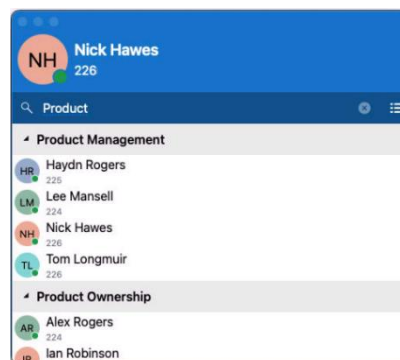 NH
Nick Hawes
226
Product
Product Management
HR
Haydn Rogers
225
LM
Lee Mansell
224
NH
Nick Hawes
226
TL
Tom Longmuir
226
Product Ownership
AR
Alex Rogers
224
IR
Ian Robinson